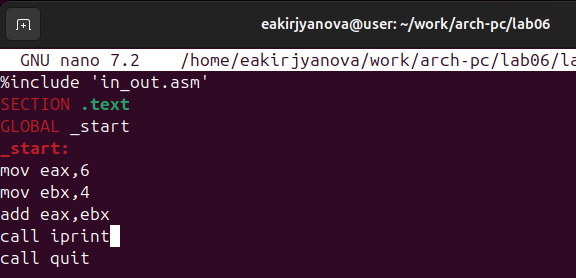 eakirjyanova@user: ~/work/arch-pc/lab06
GNU nano 7.2 /home/eakirjyanova/work/arch-pc/lab06/la
%include 'in_out.asm'
SECTION .text
GLOBAL _start
_start:
mov eax,6
mov ebx,4
add eax,ebx
call iprint
call quit